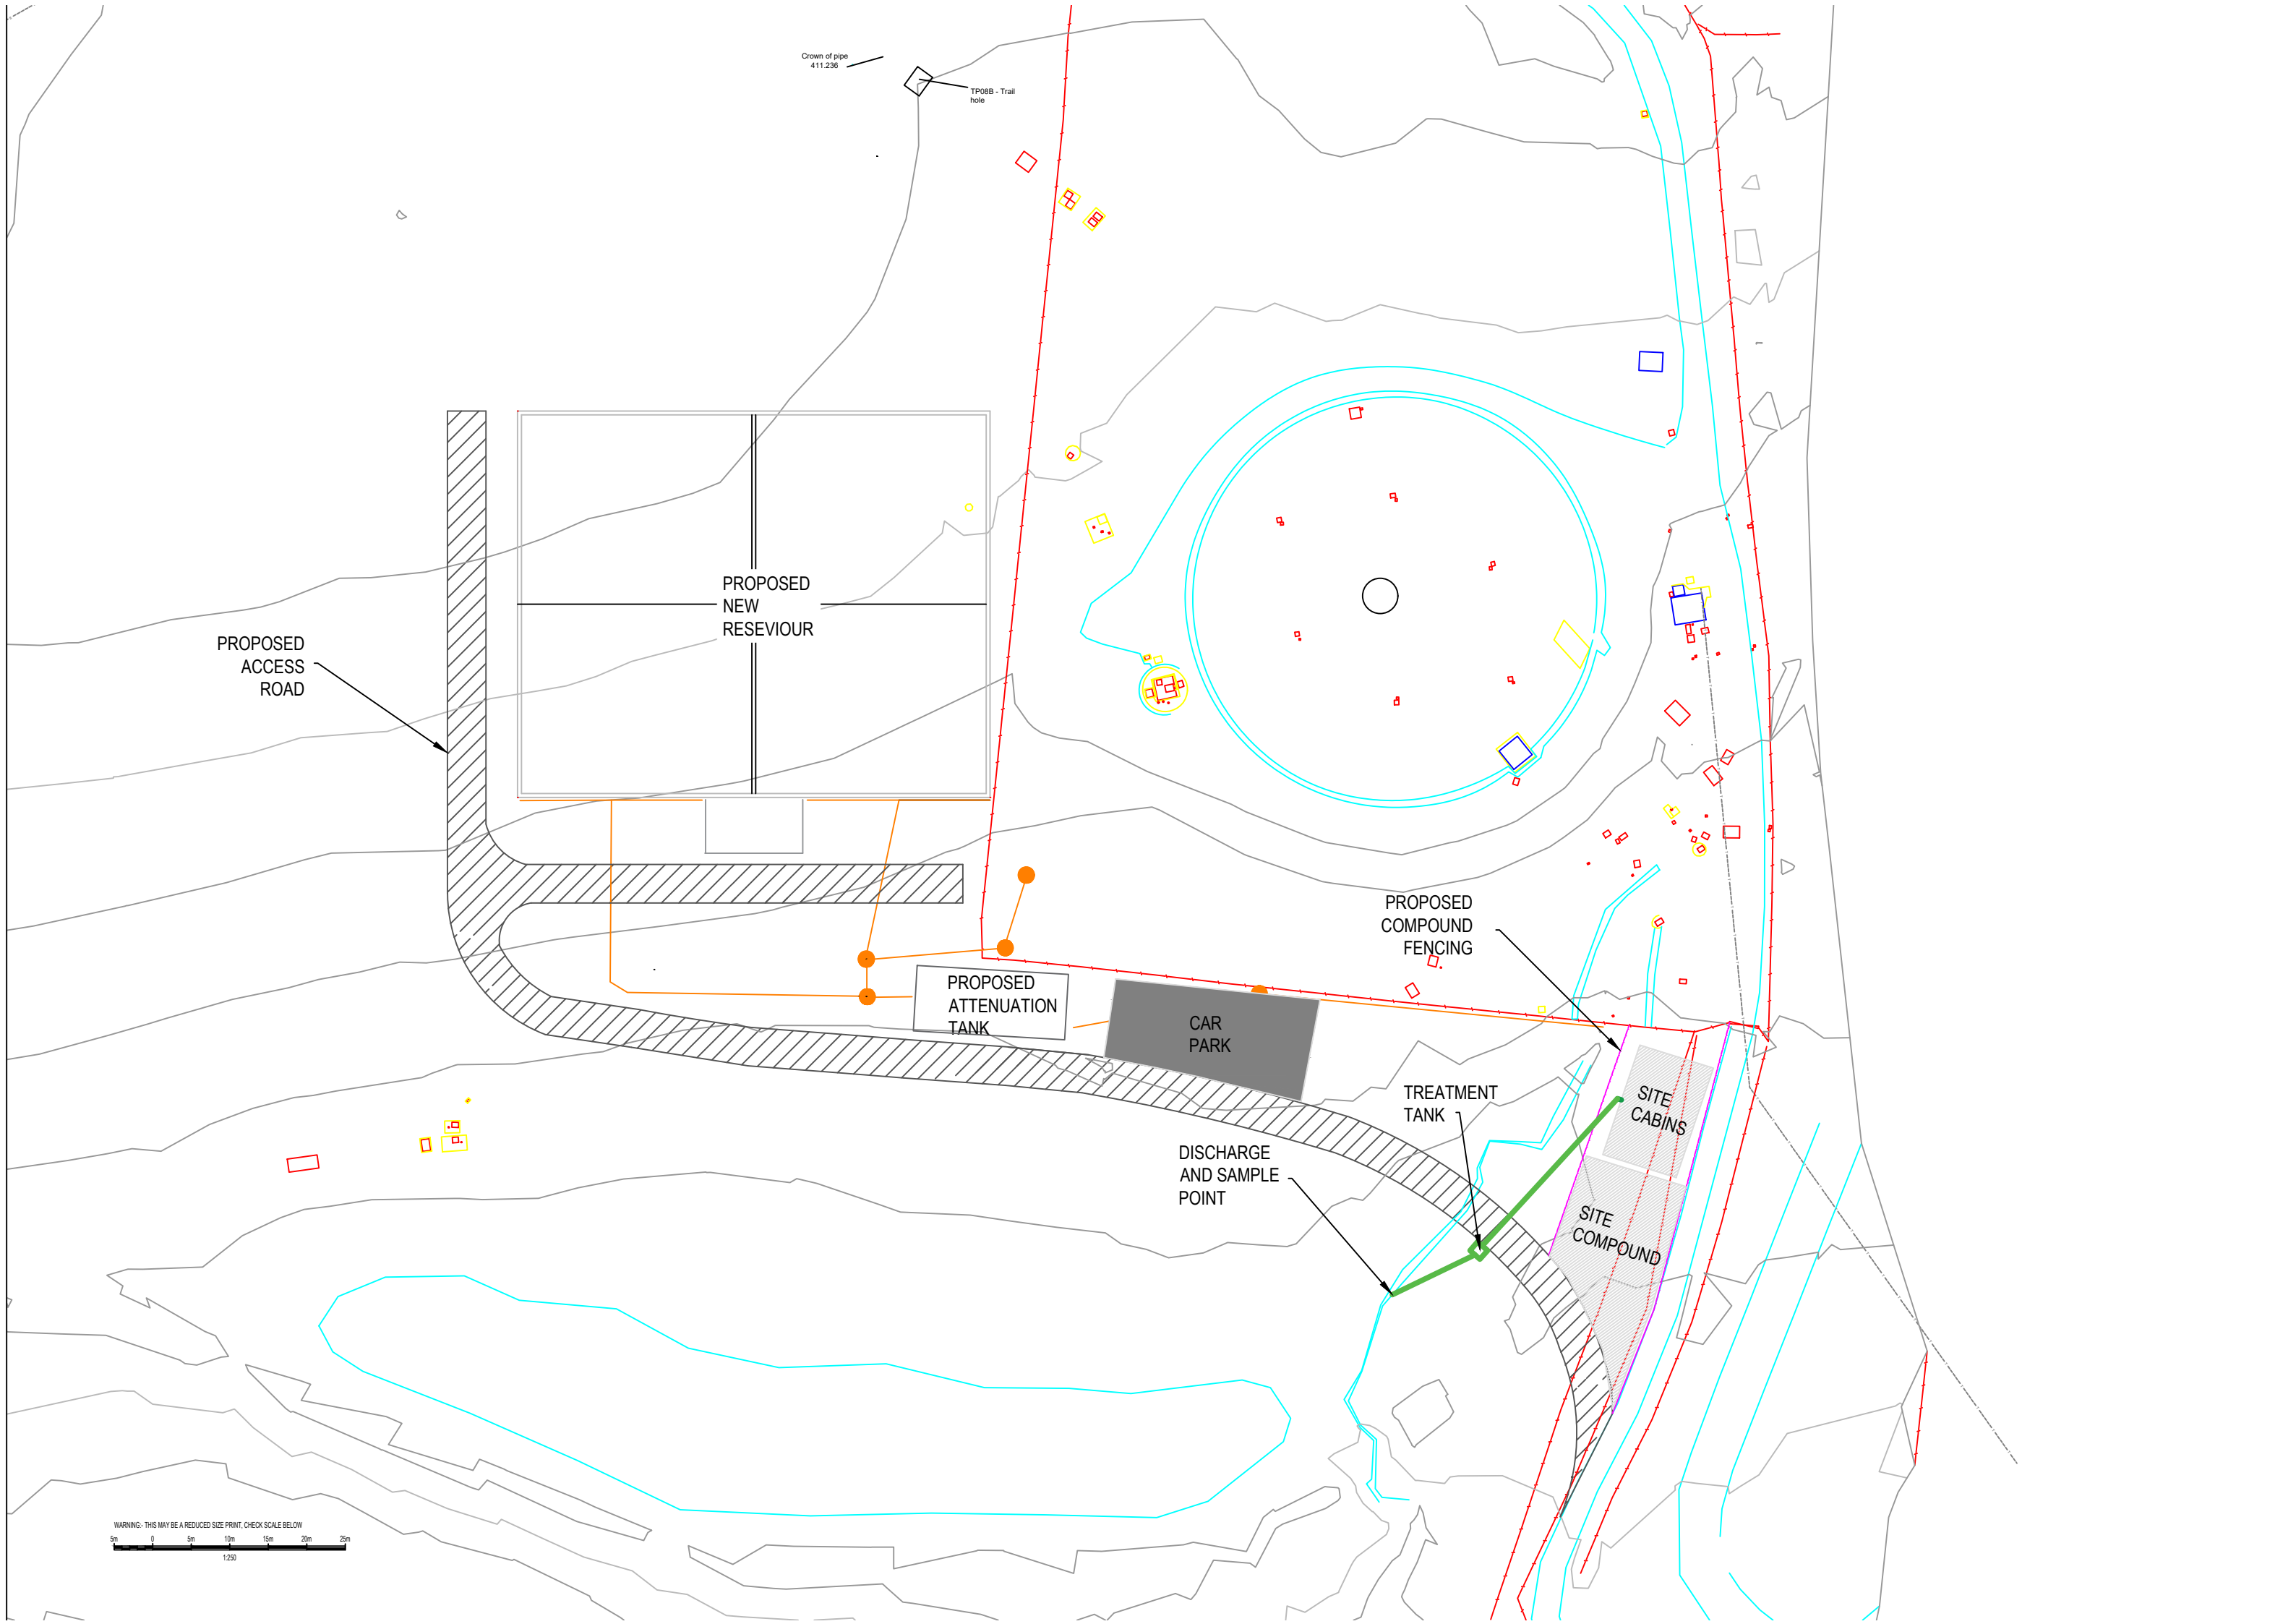 Crown of pipe
411.236
TP08B - Trail
hole
PROPOSED
NEW
RESEVIOUR
PROPOSED
ACCESS
ROAD
PROPOSED
COMPOUND
FENCING
PROPOSED
ATTENUATION
TANK
CAR
PARK
TREATMENT
TANK
SITE
CABINS
DISCHARGE
AND SAMPLE
POINT
SITE
COMPOUND
WARNING:- THIS MAY BE A REDUCED SIZE PRINT, CHECK SCALE BELOW
5m 0 5m 10m 15m 20m 25m
1:250